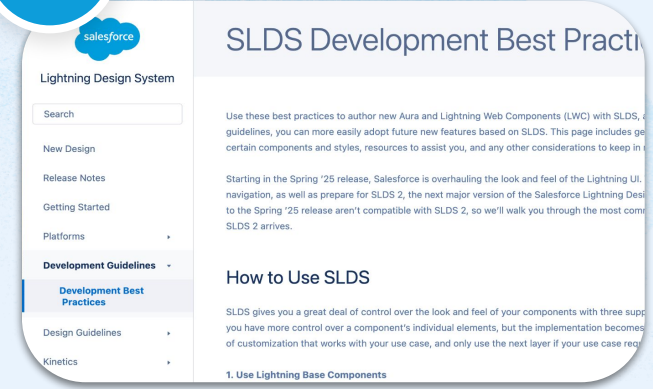 salesforce
Lightning Design System
Search
New Design
Release Notes
Getting Started
Platforms
Development Guidelines
Development Best
Practices
Design Guidelines
Kinetics
SLDS Development Best
Use these best practices to author new Aura and Lightning Web Components (LWC) with SLDS,
guidelines, you can more easily adopt future new features based on SLDS. This page includes
certain components and styles, resources to assist you, and any other considerations to keep in
Starting in the Spring '25 release, Salesforce is overhauling the look and feel of the Lightning UI.
navigation, as well as prepare for SLDS 2, the next major version of the Salesforce Lightning
to the Spring '25 release aren't compatible with SLDS 2, so we'll walk you through the most
SLDS 2 arrives.
How to Use SLDS
SLDS gives you a great deal of control over the look and feel of your components with three
you have more control over a component's individual elements, but the implementation becomes
of customization that works with your use case, and only use the next layer if your use case
1. Use Lightning Base Components